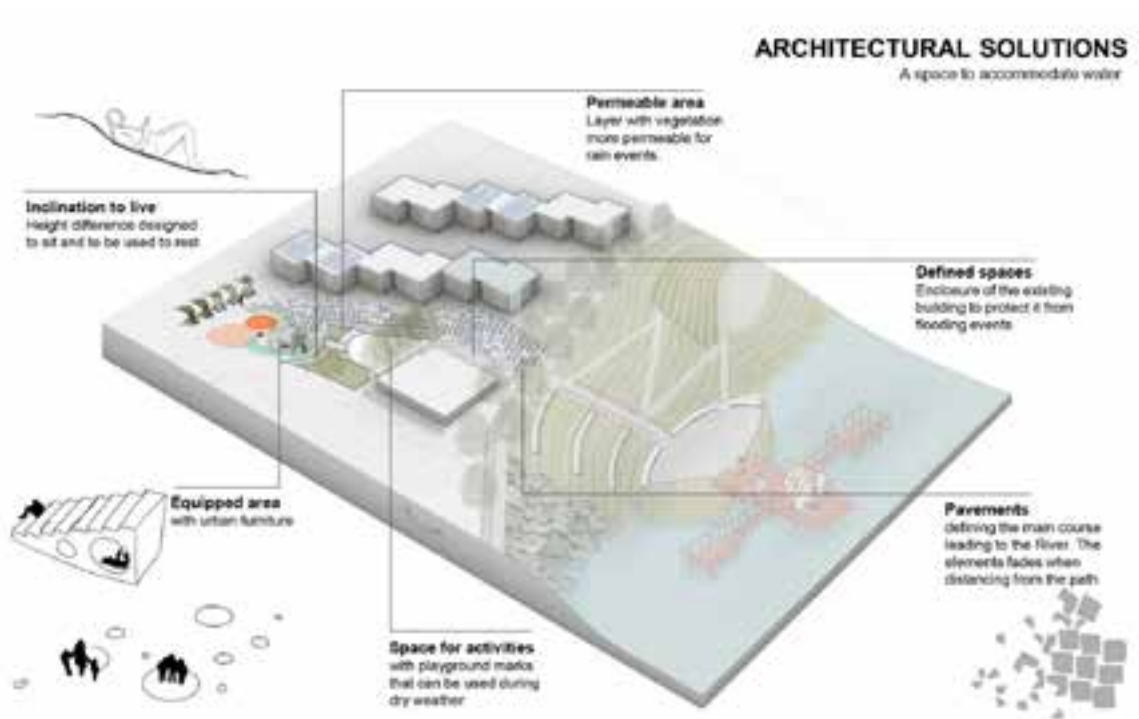 ARCHITECTURAL SOLUTIONS
A space to accommodate water
Permeable area
Layer with vegetation
more permeable for
rain events.
Inclination to live
Height difference designed
to sit and to be used to rest
Defined spaces
Enclosure of the existing
building to protect it from
flooding events
Equipped area
with urban furniture
Pavements
defining the main course
leading to the River. The
elements fades when
distancing from the path
Space for activities
with playground marks
that can be used during
dry weather